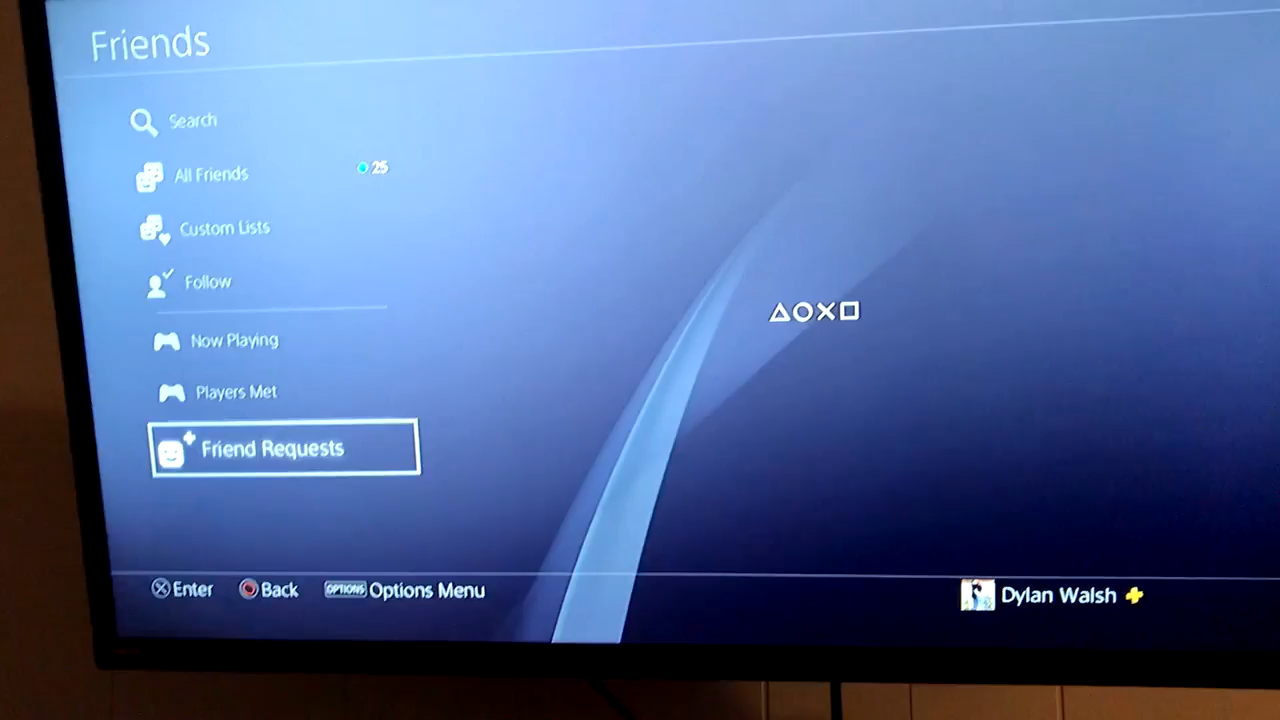 Friends
Search
All Friends 25
Custom Lists
Follow
Now Playing
Players Met
Friend Requests
Enter Back OPTIONS Options Menu Dylan Walsh